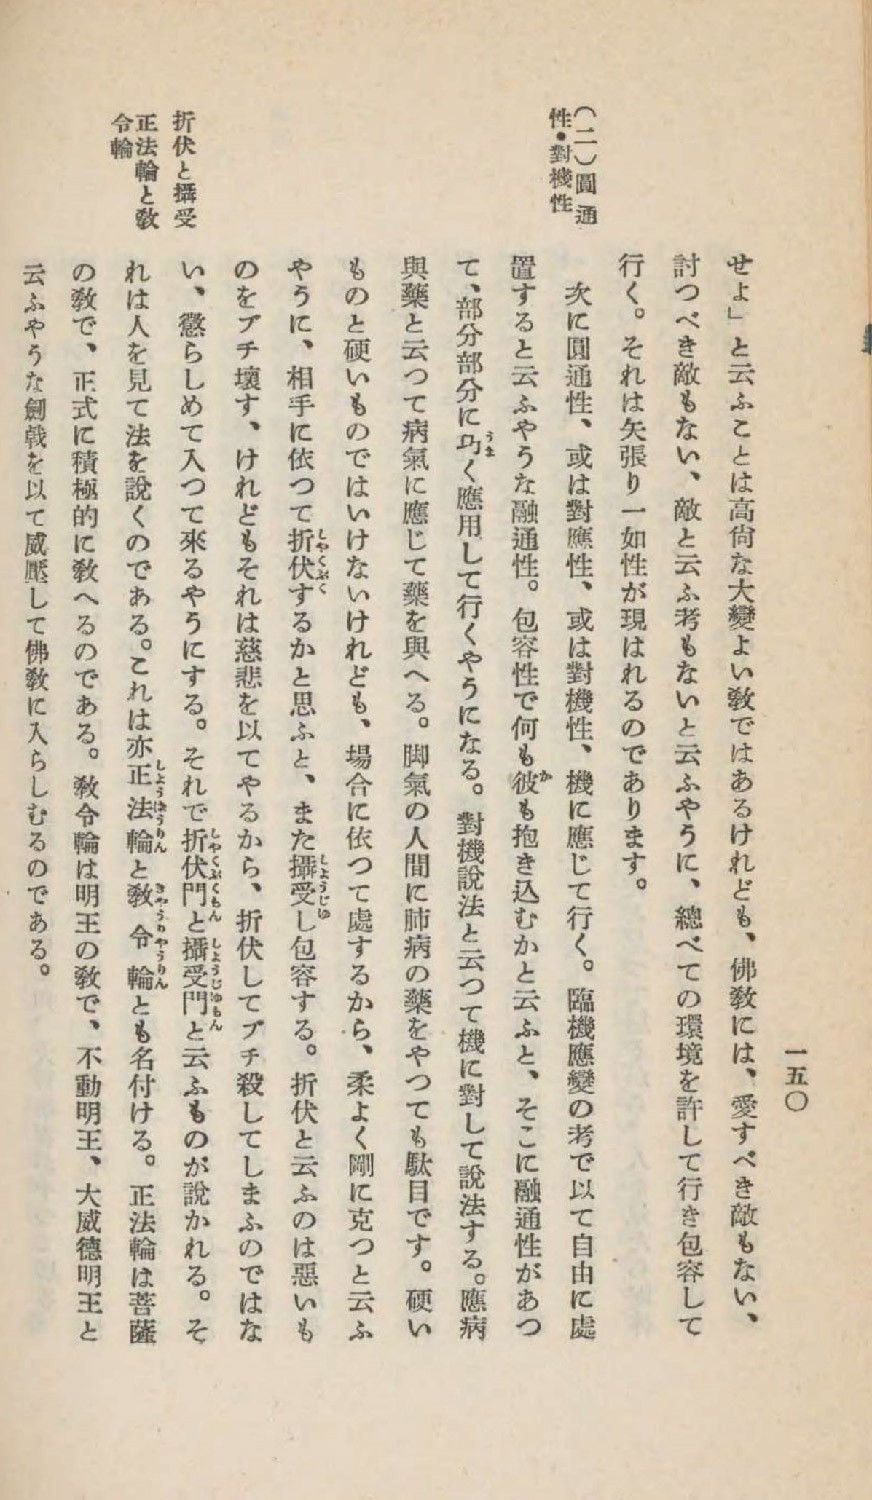 一五〇
せよ」と云ふことは高尙な大變よい敎ではあるけれども、佛敎には、愛すべき敵もない、
討つべき敵もない、敵と云ふ考もないと云ふやうに、總べての環境を許して行き包容して
行く。それは矢張り一如性が現はれるのであります。
(二)圓通
性・對機性
次に圓通性、或は對應性、或は對機性、機に應じて行く。臨機應變の考で以て自由に處
置すると云ふやうな融通性。包容性で何も彼も抱き込むかと云ふと、そこに融通性があつ
て、部分部分に巧く應用して行くやうになる。對機說法と云つて機に對して說法する。應病
與藥と云つて病氣に應じて藥を與へる。脚氣の人間に肺病の藥をやつても駄目です。硬い
ものと硬いものではいけないけれども、場合に依つて處するから、柔よく剛に克つと云ふ
やうに、相手に依つて折伏するかと思ふと、また攝受し包容する。折伏と云ふのは惡いも
のをブチ壞す、けれどもそれは慈悲を以てやるから、折伏してブチ殺してしまふのではな
折伏と攝受
い、懲らしめて入つて來るやうにする。それで折伏門と攝受門と云ふものが說かれる。そ
正法輪と敎
令輪
れは人を見て法を說くのである。これは亦正法輪と敎令輪とも名付ける。正法輪は菩薩
の敎で、正式に積極的に敎へるのである。敎令輪は明王の敎で、不動明王、大威德明王と
云ふやうな劍戟を以て威壓して佛敎に入らしむるのである。